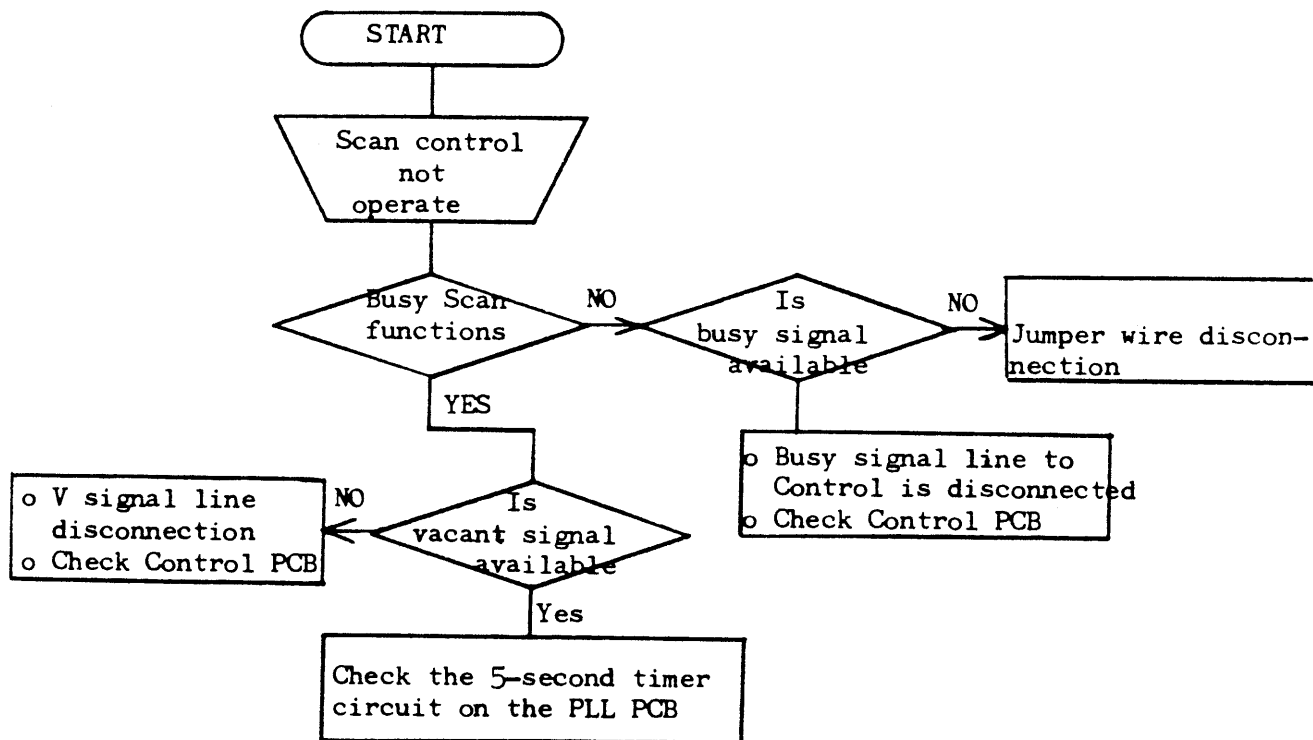 START
Scan control
not
operate
Busy Scan
functions
NO
Is
busy signal
available
NO
Jumper wire discon-
nection
YES
o Busy signal line to
Control is disconnected
o Check Control PCB
o V signal line
disconnection
o Check Control PCB
NO
Is
vacant signal
available
Yes
Check the 5-second timer
circuit on the PLL PCB